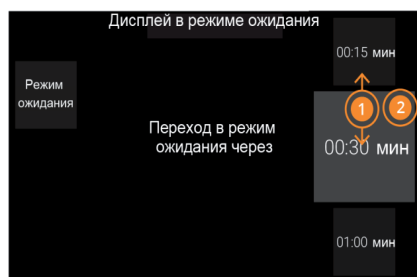 Дисплей в режиме ожидания
00:15 мин
Режим
ожидания
1
2
Переход в режим
ожидания через
00:30 мин
01:00 мин